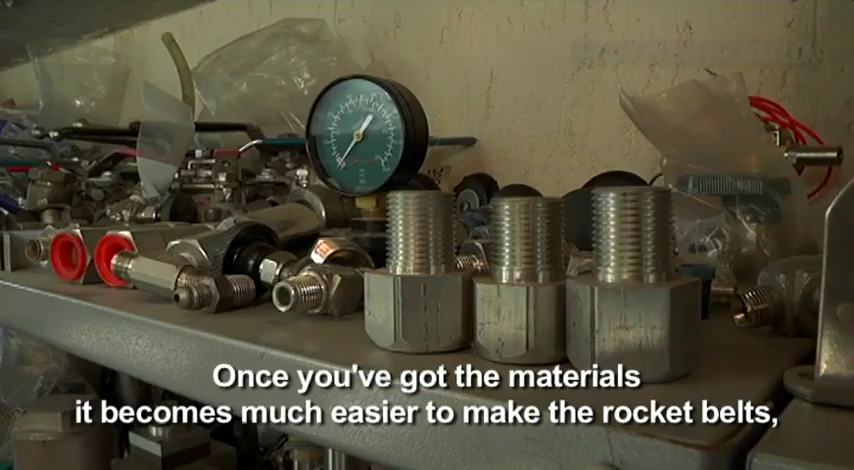 Once you've got the materials
it becomes much easier to make the rocket belts,